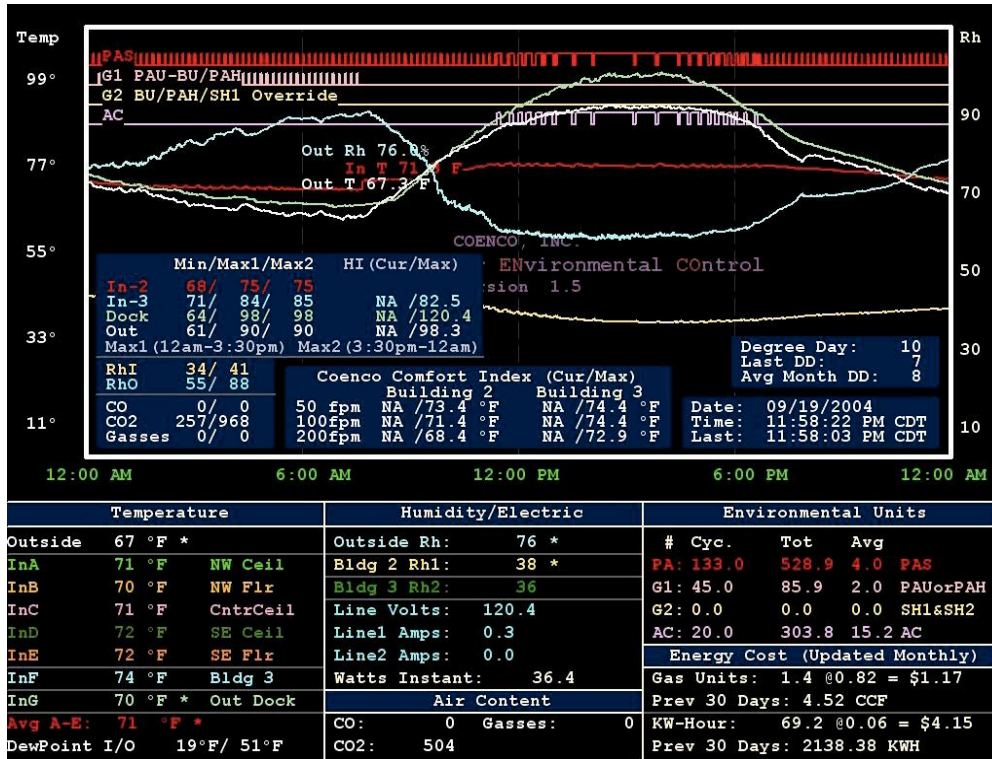 Temp
Rh
PAS
99°
G1 PAU-BU/PAH
G2 BU/PAH/SH1 Override
AC
90
Out Rh 76.0%
77°
In T 71. F
Out T 67.3 F
70
COENCO, INC.
55°
Min/Max1/Max2 HI(Cur/Max)
ENvironmental COntrol
50
In-2 68/ 75/ 75
sion 1.5
In-3 71/ 84/ 85 NA /82.5
Dock 64/ 98/ 98 NA /120.4
Out 61/ 90/ 90 NA /98.3
33°
Max1(12am-3:30pm) Max2(3:30pm-12am)
Degree Day: 10
30
Last DD: 7
Avg Month DD: 8
RhI 34/ 41
RhO 55/ 88
Coenco Comfort Index (Cur/Max)
Building 2 Building 3
CO 0/ 0
50 fpm NA /73.4 °F NA /74.4 °F
Date: 09/19/2004
11°
CO2 257/968
100fpm NA /71.4 °F NA /74.4 °F
Time: 11:58:22 PM CDT
10
Gasses 0/ 0
200fpm NA /68.4 °F NA /72.9 °F
Last: 11:58:03 PM CDT
12:00 AM 6:00 AM 12:00 PM 6:00 PM 12:00 AM
Temperature
Outside 67 °F *
InA 71 °F NW Ceil
InB 70 °F NW Flr
InC 71 °F CntrCeil
InD 72 °F SE Ceil
InE 72 °F SE Flr
InF 74 °F Bldg 3
InG 70 °F * Out Dock
Avg A-E: 71 °F *
DewPoint I/O 19°F/ 51°F
Humidity/Electric
Outside Rh: 76 *
Bldg 2 Rh1: 38 *
Bldg 3 Rh2: 36
Line Volts: 120.4
Line1 Amps: 0.3
Line2 Amps: 0.0
Watts Instant: 36.4
Air Content
CO: 0 Gasses: 0
CO2: 504
Environmental Units
# Cyc. Tot Avg
PA: 133.0 528.9 4.0 PAS
G1: 45.0 85.9 2.0 PAUorPAH
G2: 0.0 0.0 0.0 SH1&SH2
AC: 20.0 303.8 15.2 AC
Energy Cost (Updated Monthly)
Gas Units: 1.4 @0.82 = $1.17
Prev 30 Days: 4.52 CCF
KW-Hour: 69.2 @0.06 = $4.15
Prev 30 Days: 2138.38 KWH